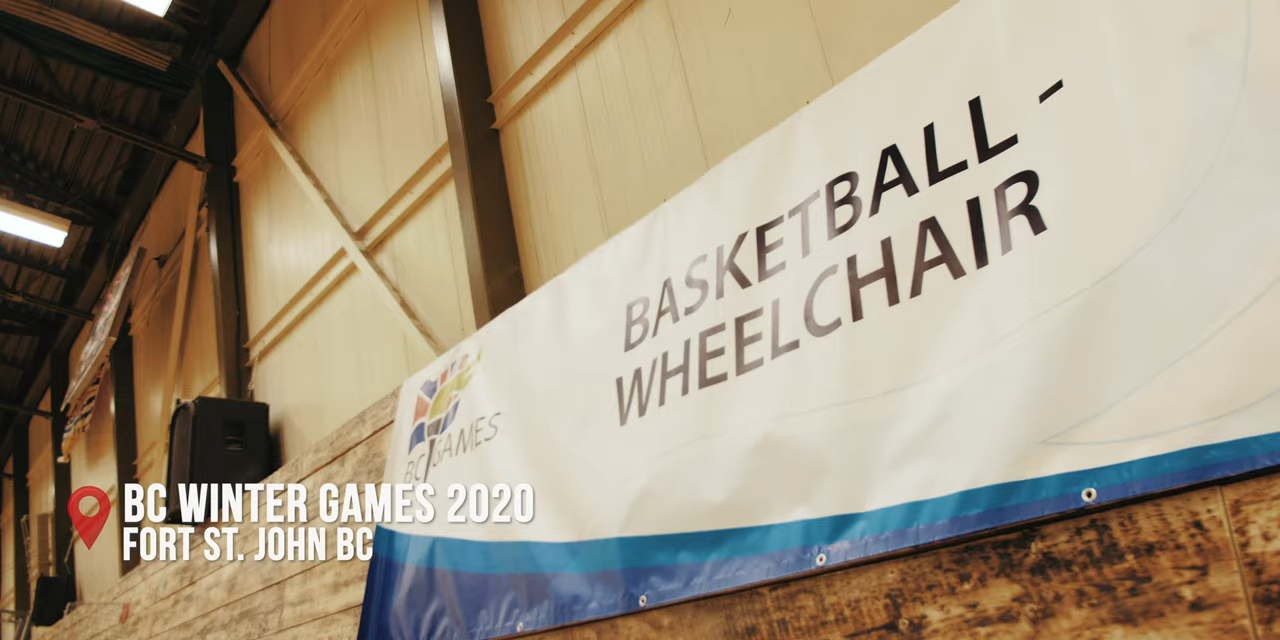 BASKETBALL -
WHEELCHAIR
BC GAMES
BC WINTER GAMES 2020
FORT ST. JOHN BC